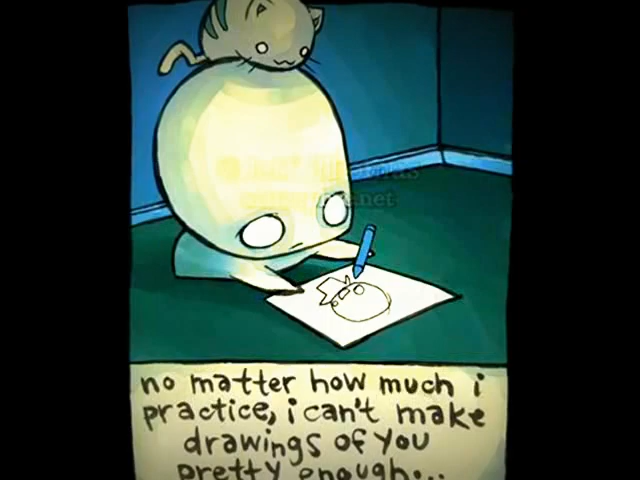 no matter how much i
practice, i can't make
drawings of you
pretty enough...